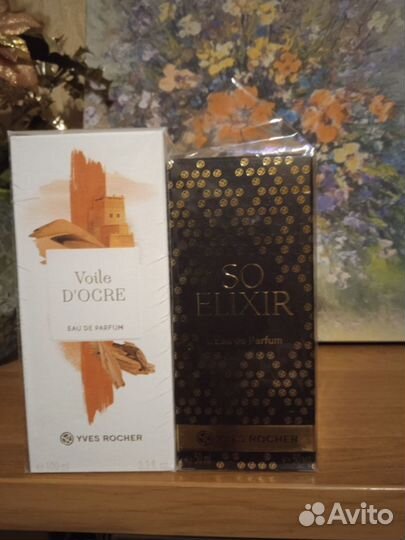 Voile
D'OCRE
EAU DE PARFUM
YVES ROCHER
SO
ELIXIR
Eau de Parfum
YVES ROCHER
Avito